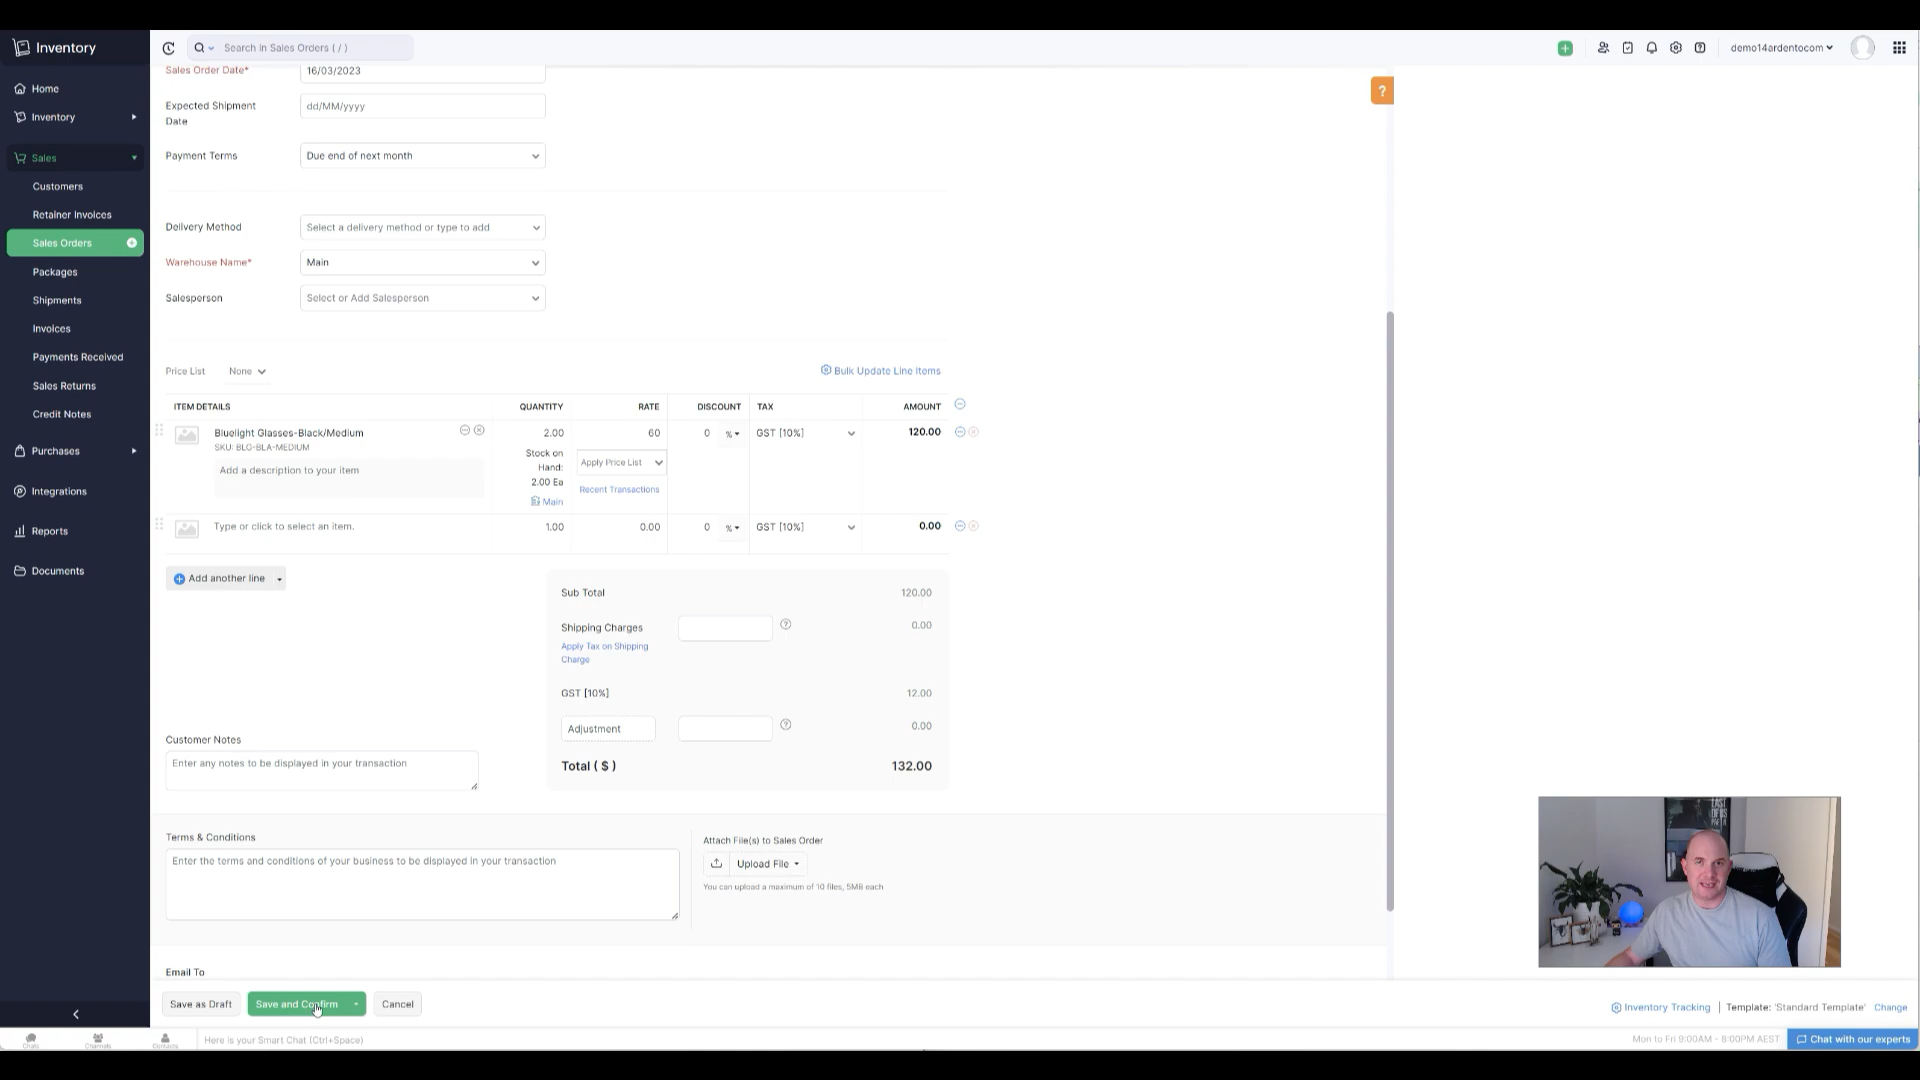 Inventory
Search in Sales Orders ( / )
demo14ardentocom
Home
Inventory
Sales
Customers
Retainer Invoices
Sales Orders
Packages
Shipments
Invoices
Payments Received
Sales Returns
Credit Notes
Purchases
Integrations
Reports
Documents
Sales Order Date*
16/03/2023
?
Expected Shipment
Date
dd/MM/yyyy
Payment Terms
Due end of next month
Delivery Method
Select a delivery method or type to add
Warehouse Name*
Main
Salesperson
Select or Add Salesperson
Price List
None
Bulk Update Line Items
ITEM DETAILS
QUANTITY
RATE
DISCOUNT
TAX
AMOUNT
Bluelight Glasses-Black/Medium
SKU: BLG-BLA-MEDIUM
Add a description to your item
2.00
Stock on
Hand:
2.00 Ea
Main
60
Apply Price List
Recent Transactions
0
%
GST [10%]
120.00
Type or click to select an item.
1.00
0.00
0
%
GST [10%]
0.00
Add another line
Sub Total
120.00
Shipping Charges
0.00
Apply Tax on Shipping
Charge
GST [10%]
12.00
Adjustment
0.00
Total ( $ )
132.00
Customer Notes
Enter any notes to be displayed in your transaction
Terms & Conditions
Enter the terms and conditions of your business to be displayed in your transaction
Attach File(s) to Sales Order
Upload File
You can upload a maximum of 10 files, 5MB each
Email To
Save as Draft
Save and Confirm
Cancel
Inventory Tracking
Template: 'Standard Template'
Change
Chats
Channels
Contacts
Here is your Smart Chat (Ctrl+Space)
Mon to Fri 9:00AM - 8:00PM AEST
Chat with our experts